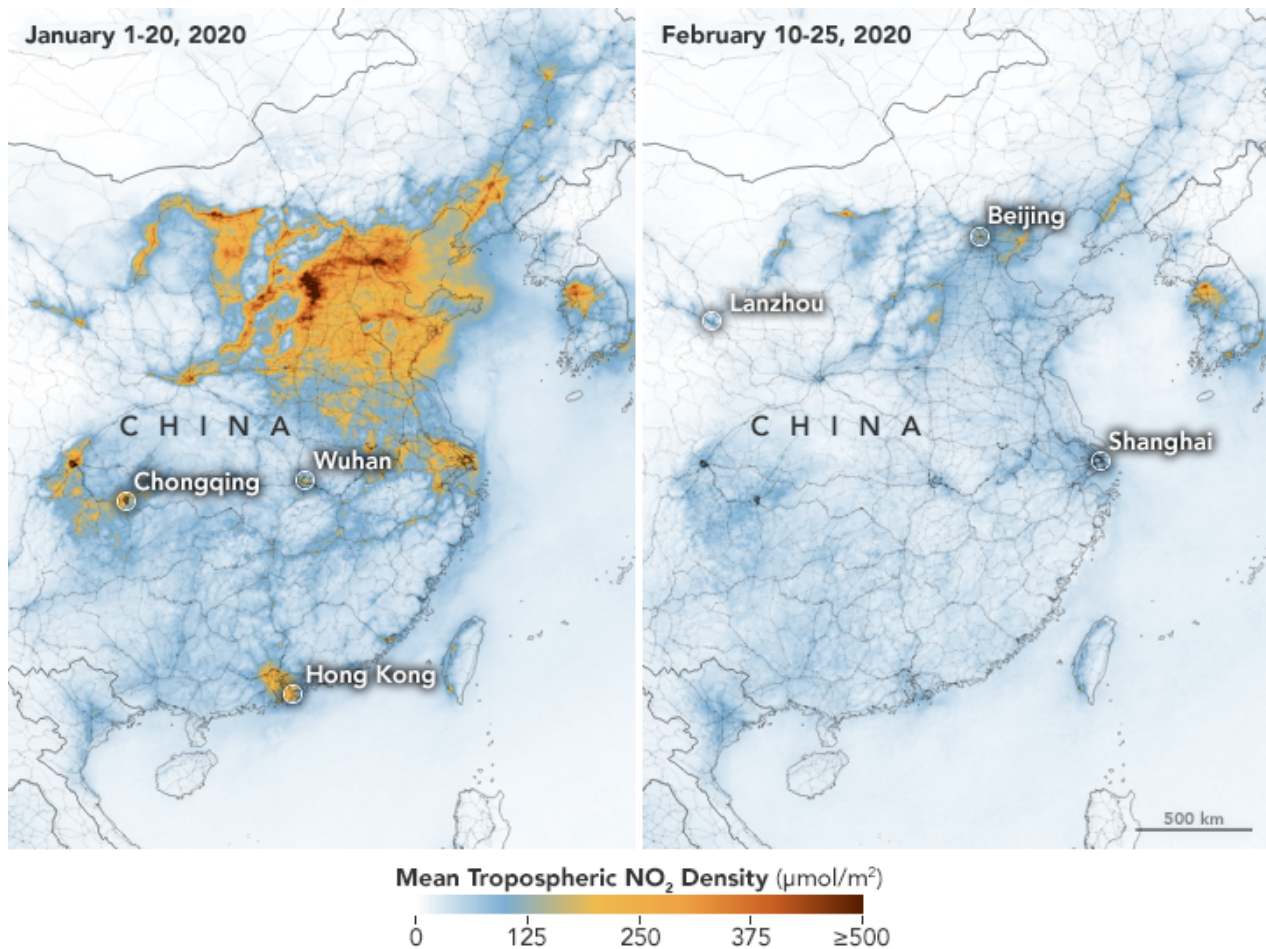 January 1-20, 2020
CHINA
Wuhan
Chongqing
Hong Kong
February 10-25, 2020
Beijing
Lanzhou
CHINA
Shanghai
500 km
Mean Tropospheric NO₂ Density (µmol/m²)
0 125 250 375 ≥500